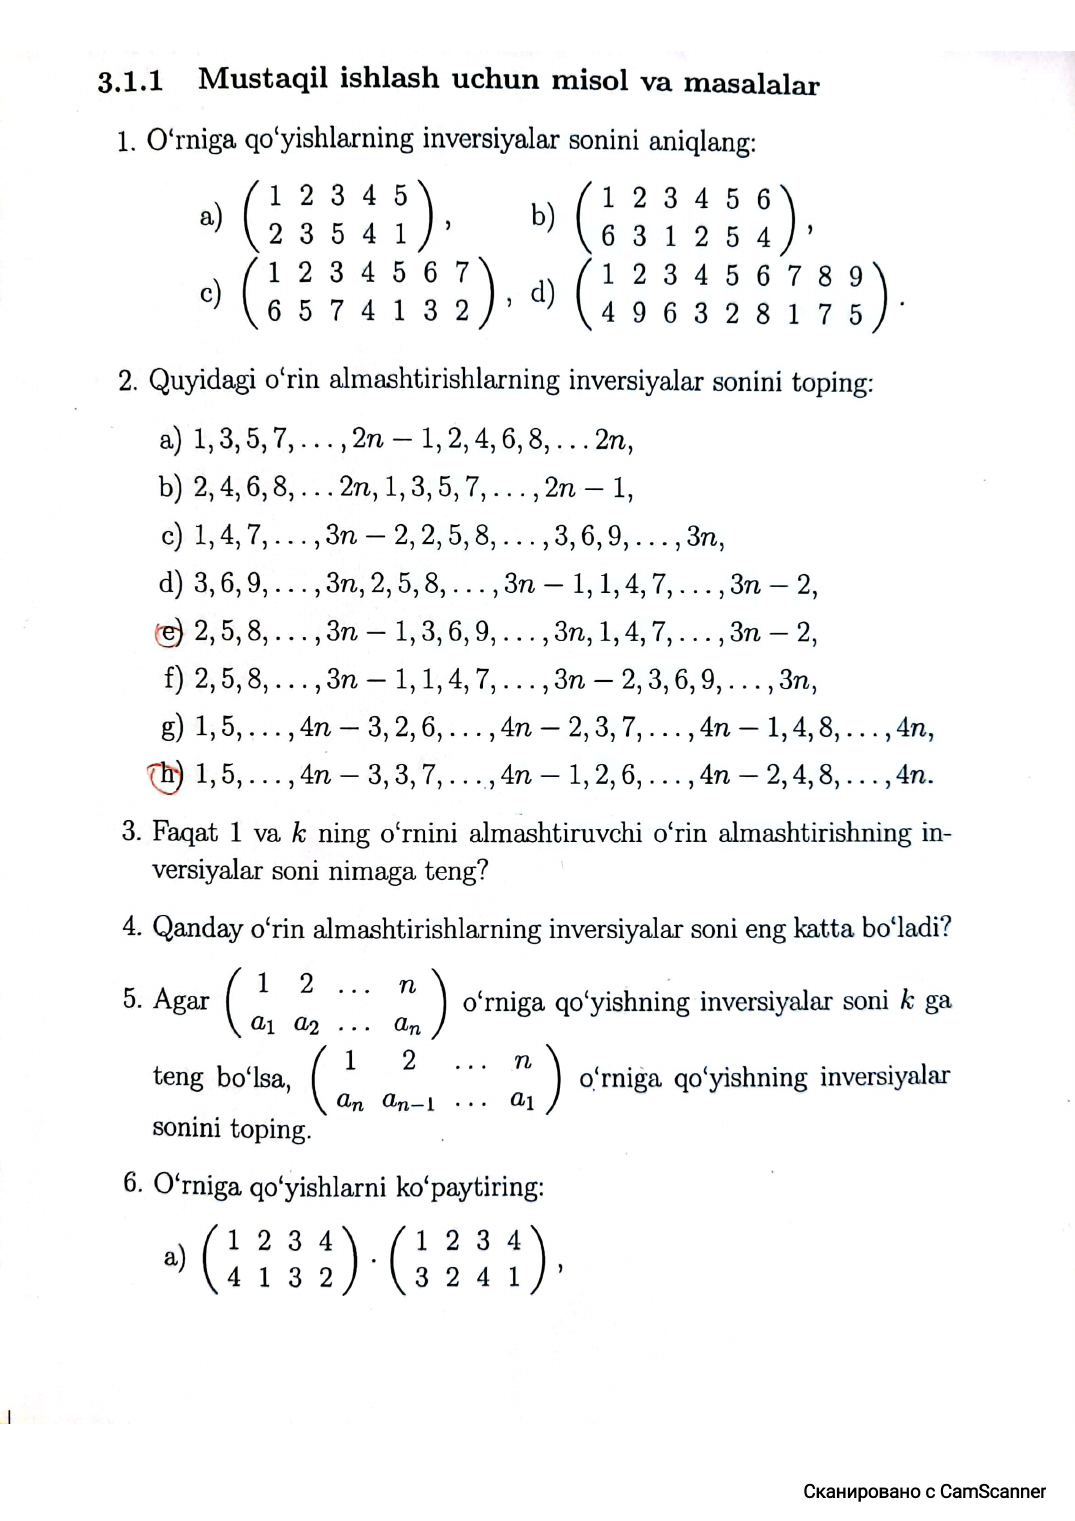 3.1.1 Mustaqil ishlash uchun misol va masalalar
1. O‘rniga qo‘yishlarning inversiyalar sonini aniqlang:
a) ( 1 2 3 4 5 ), b) ( 1 2 3 4 5 6 ),
2 3 5 4 1 6 3 1 2 5 4
c) ( 1 2 3 4 5 6 7 ), d) ( 1 2 3 4 5 6 7 8 9 ).
6 5 7 4 1 3 2 4 9 6 3 2 8 1 7 5
2. Quyidagi o‘rin almashtirishlarning inversiyalar sonini toping:
a) 1, 3, 5, 7, . . . , 2n − 1, 2, 4, 6, 8, . . . 2n,
b) 2, 4, 6, 8, . . . 2n, 1, 3, 5, 7, . . . , 2n − 1,
c) 1, 4, 7, . . . , 3n − 2, 2, 5, 8, . . . , 3, 6, 9, . . . , 3n,
d) 3, 6, 9, . . . , 3n, 2, 5, 8, . . . , 3n − 1, 1, 4, 7, . . . , 3n − 2,
e) 2, 5, 8, . . . , 3n − 1, 3, 6, 9, . . . , 3n, 1, 4, 7, . . . , 3n − 2,
f) 2, 5, 8, . . . , 3n − 1, 1, 4, 7, . . . , 3n − 2, 3, 6, 9, . . . , 3n,
g) 1, 5, . . . , 4n − 3, 2, 6, . . . , 4n − 2, 3, 7, . . . , 4n − 1, 4, 8, . . . , 4n,
h) 1, 5, . . . , 4n − 3, 3, 7, . . . , 4n − 1, 2, 6, . . . , 4n − 2, 4, 8, . . . , 4n.
3. Faqat 1 va k ning o‘rnini almashtiruvchi o‘rin almashtirishning in-
versiyalar soni nimaga teng?
4. Qanday o‘rin almashtirishlarning inversiyalar soni eng katta bo‘ladi?
5. Agar ( 1 2 . . . n ) o‘rniga qo‘yishning inversiyalar soni k ga
a₁ a₂ . . . aₙ
teng bo‘lsa, ( 1 2 . . . n ) o‘rniga qo‘yishning inversiyalar
aₙ aₙ₋₁ . . . a₁
sonini toping.
6. O‘rniga qo‘yishlarni ko‘paytiring:
a) ( 1 2 3 4 ) · ( 1 2 3 4 ),
4 1 3 2 3 2 4 1
Сканировано с CamScanner